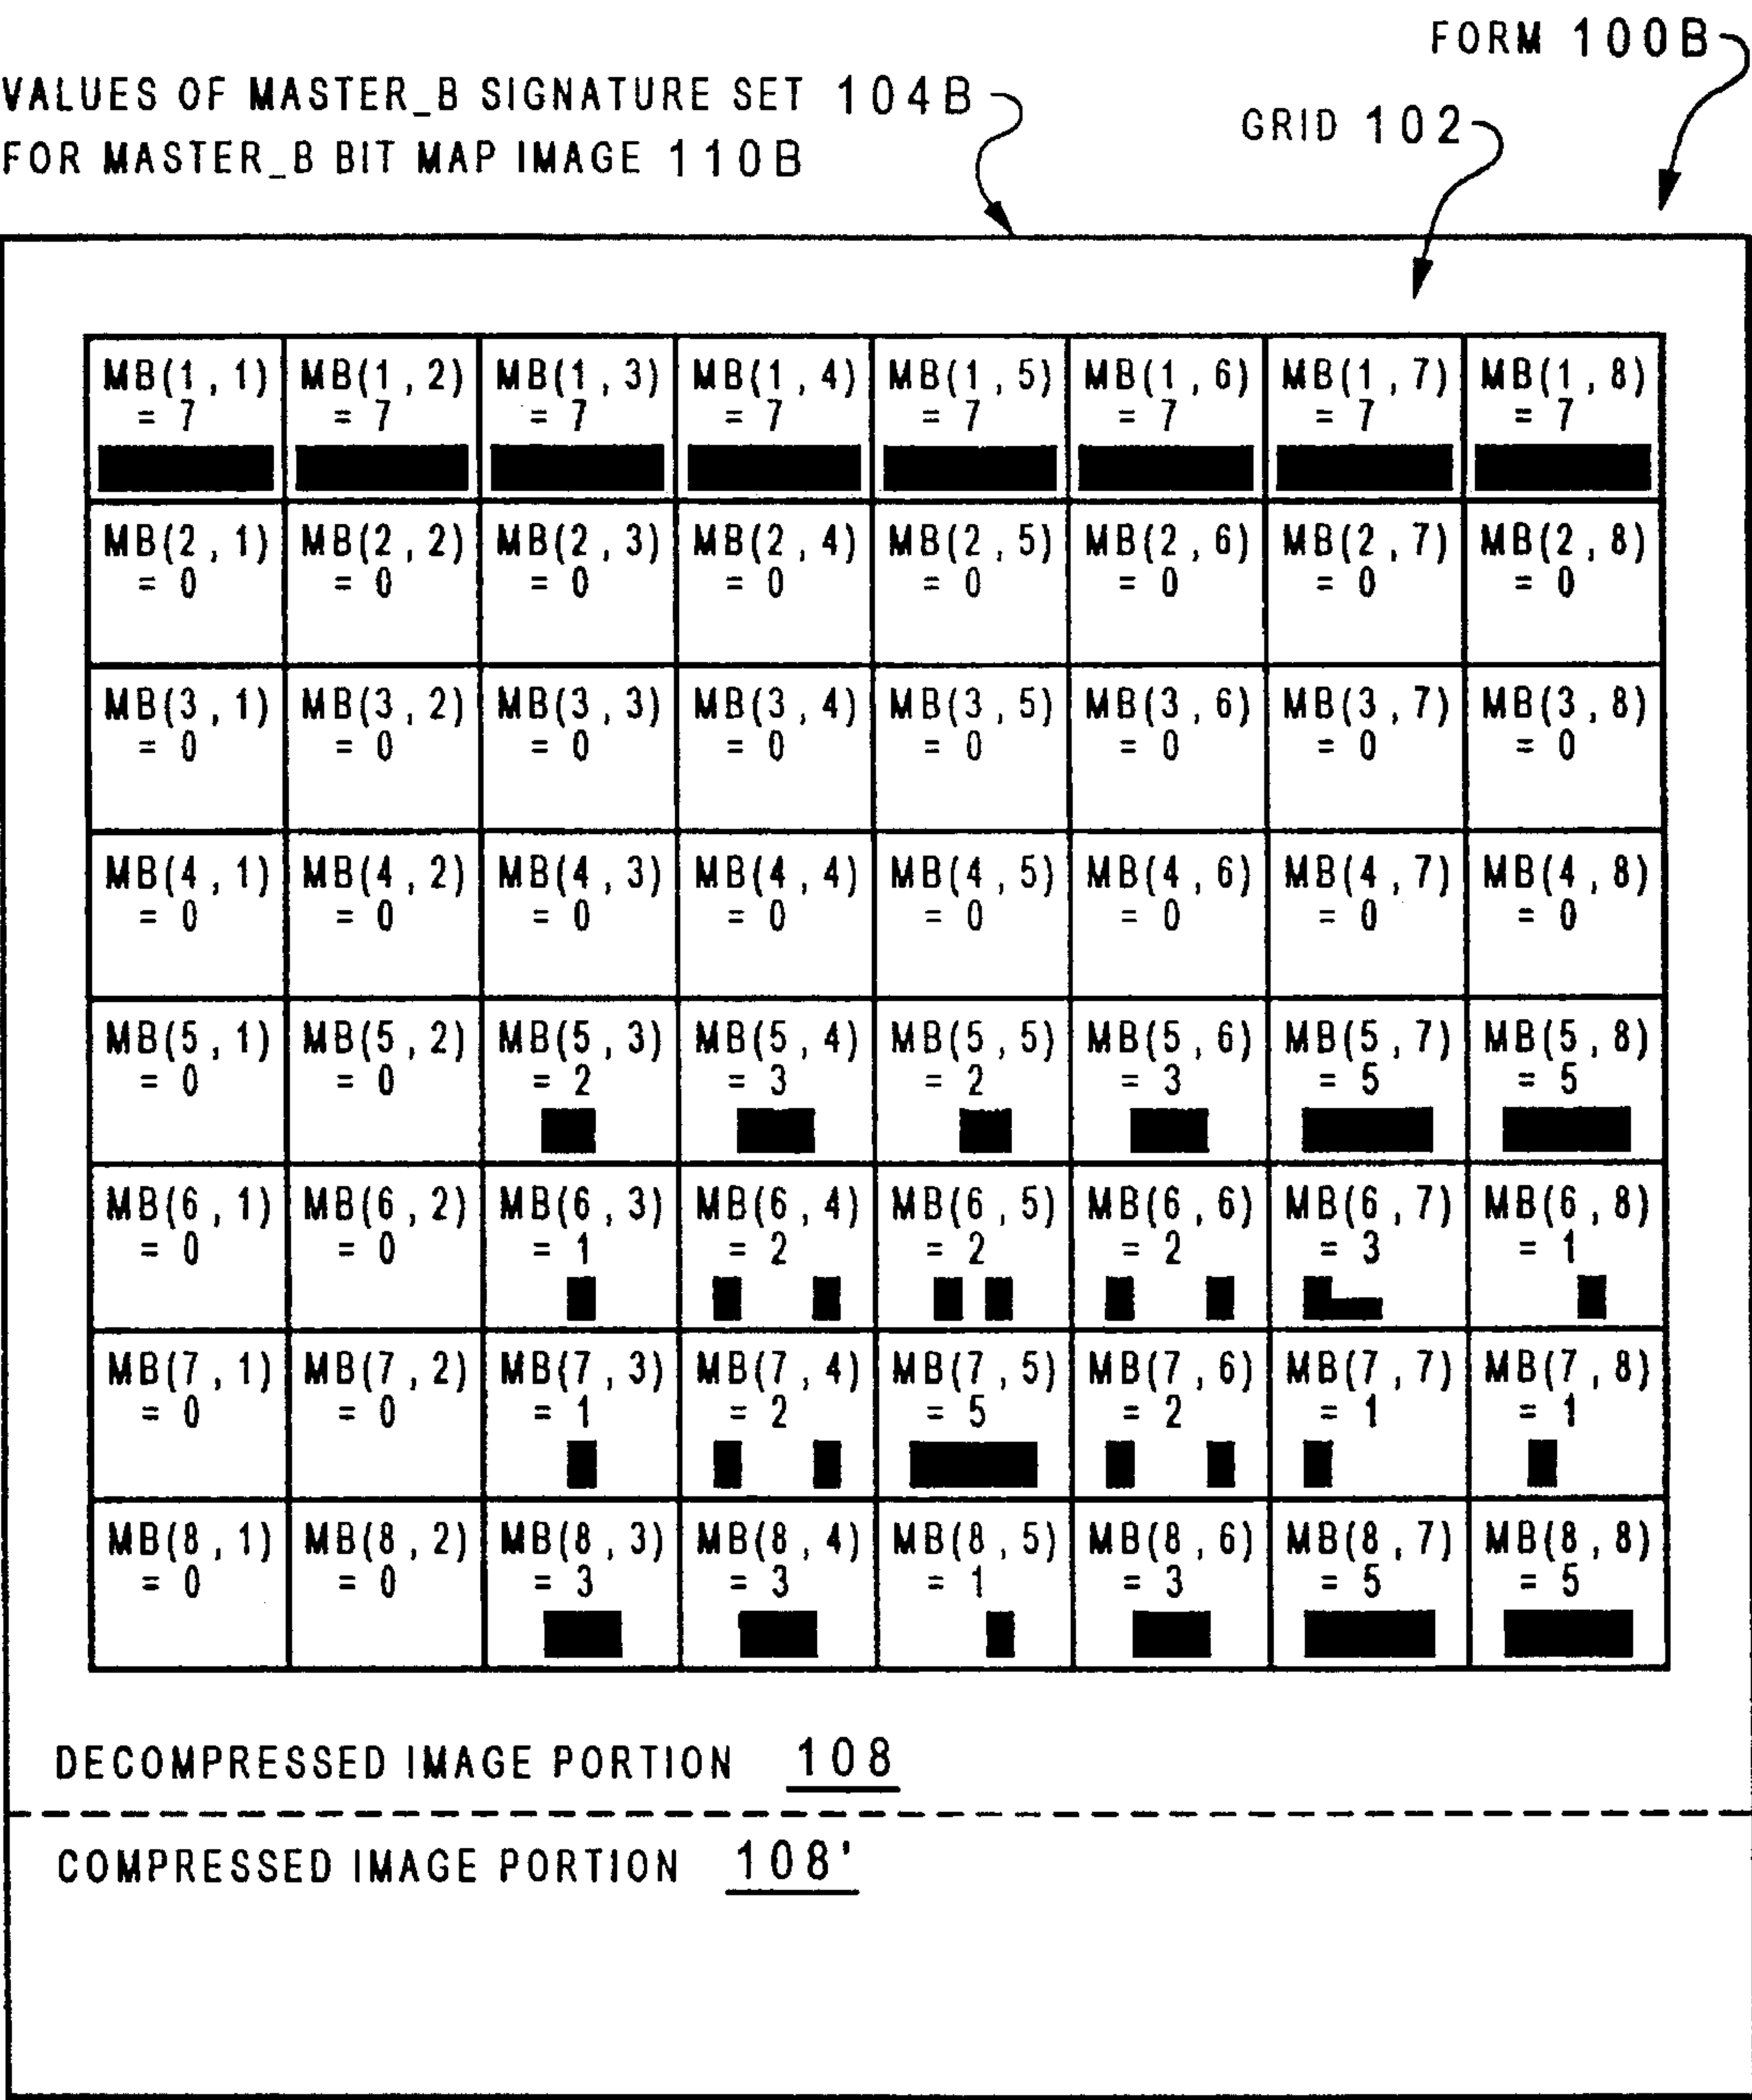 FORM 100B
VALUES OF MASTER_B SIGNATURE SET 104B
GRID 102
FOR MASTER_B BIT MAP IMAGE 110B
MB(1,1) MB(1,2) MB(1,3) MB(1,4) MB(1,5) MB(1,6) MB(1,7) MB(1,8)
= 7 = 7 = 7 = 7 = 7 = 7 = 7 = 7
MB(2,1) MB(2,2) MB(2,3) MB(2,4) MB(2,5) MB(2,6) MB(2,7) MB(2,8)
= 0 = 0 = 0 = 0 = 0 = 0 = 0 = 0
MB(3,1) MB(3,2) MB(3,3) MB(3,4) MB(3,5) MB(3,6) MB(3,7) MB(3,8)
= 0 = 0 = 0 = 0 = 0 = 0 = 0 = 0
MB(4,1) MB(4,2) MB(4,3) MB(4,4) MB(4,5) MB(4,6) MB(4,7) MB(4,8)
= 0 = 0 = 0 = 0 = 0 = 0 = 0 = 0
MB(5,1) MB(5,2) MB(5,3) MB(5,4) MB(5,5) MB(5,6) MB(5,7) MB(5,8)
= 0 = 0 = 2 = 3 = 2 = 3 = 5 = 5
MB(6,1) MB(6,2) MB(6,3) MB(6,4) MB(6,5) MB(6,6) MB(6,7) MB(6,8)
= 0 = 0 = 1 = 2 = 2 = 2 = 3 = 1
MB(7,1) MB(7,2) MB(7,3) MB(7,4) MB(7,5) MB(7,6) MB(7,7) MB(7,8)
= 0 = 0 = 1 = 2 = 5 = 2 = 1 = 1
MB(8,1) MB(8,2) MB(8,3) MB(8,4) MB(8,5) MB(8,6) MB(8,7) MB(8,8)
= 0 = 0 = 3 = 3 = 1 = 3 = 5 = 5
DECOMPRESSED IMAGE PORTION 108
COMPRESSED IMAGE PORTION 108'